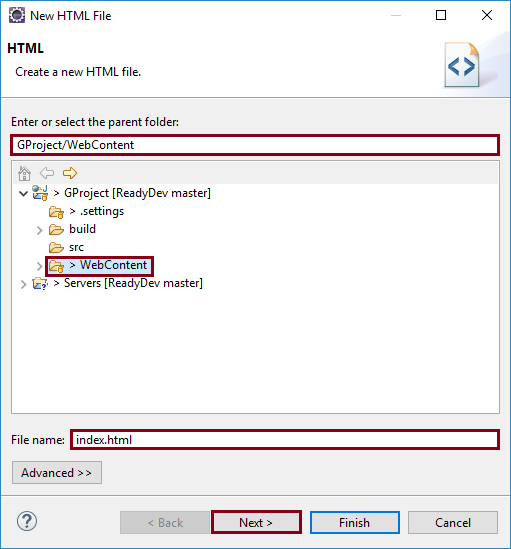 New HTML File
HTML
Create a new HTML file.
Enter or select the parent folder:
GProject/WebContent
> GProject [ReadyDev master]
> .settings
build
src
> WebContent
> Servers [ReadyDev master]
File name: index.html
Advanced >>
? < Back Next > Finish Cancel